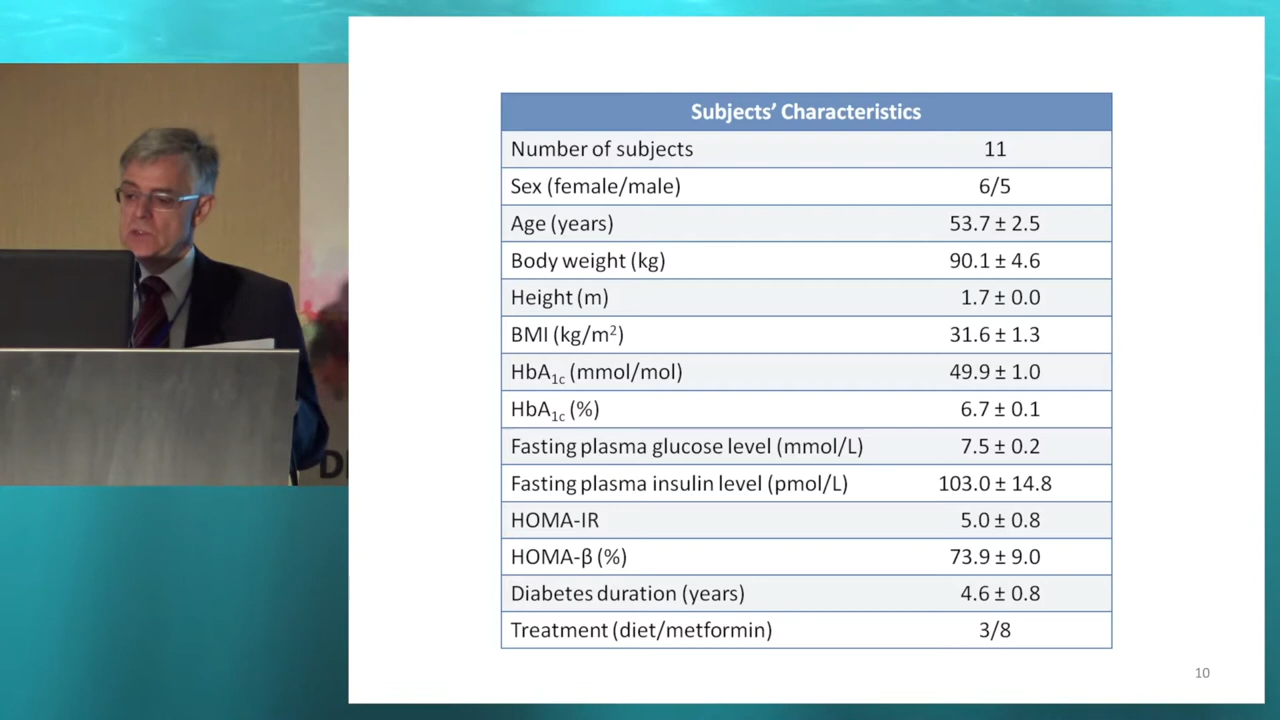 Subjects' Characteristics
Number of subjects 11
Sex (female/male) 6/5
Age (years) 53.7 ± 2.5
Body weight (kg) 90.1 ± 4.6
Height (m) 1.7 ± 0.0
BMI (kg/m²) 31.6 ± 1.3
HbA1c (mmol/mol) 49.9 ± 1.0
HbA1c (%) 6.7 ± 0.1
Fasting plasma glucose level (mmol/L) 7.5 ± 0.2
Fasting plasma insulin level (pmol/L) 103.0 ± 14.8
HOMA-IR 5.0 ± 0.8
HOMA-β (%) 73.9 ± 9.0
Diabetes duration (years) 4.6 ± 0.8
Treatment (diet/metformin) 3/8
10